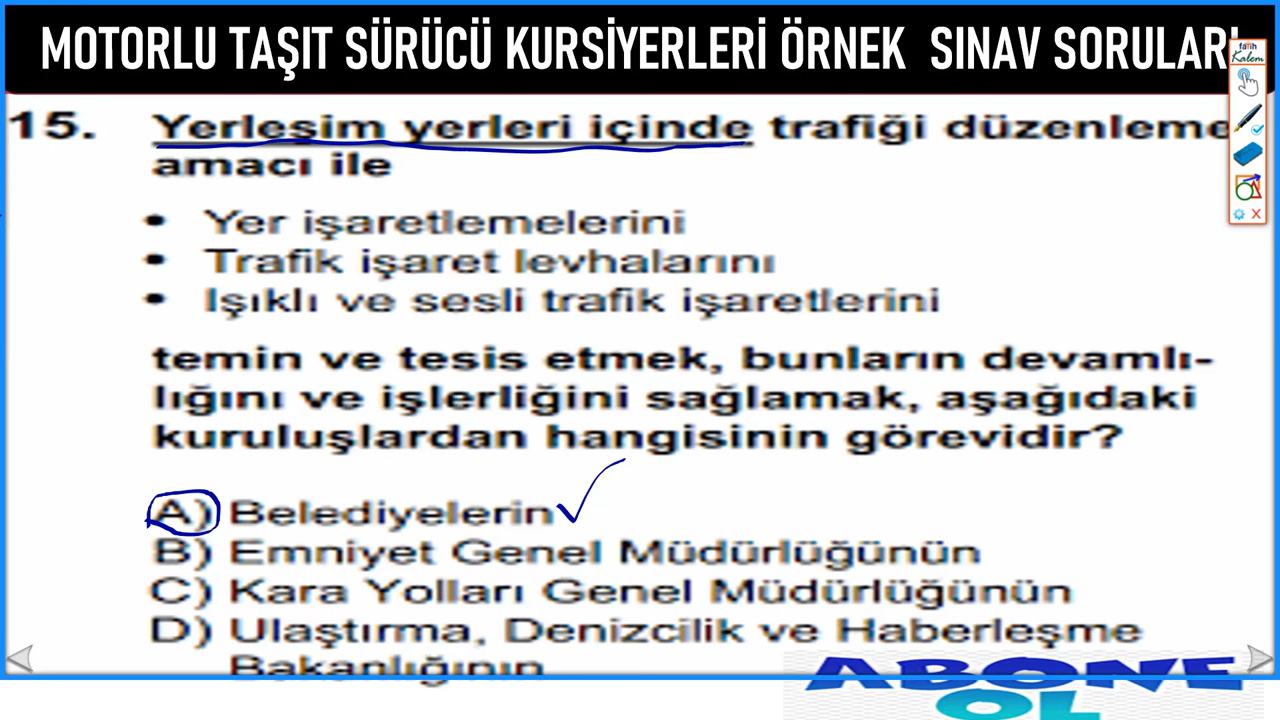 MOTORLU TAŞIT SÜRÜCÜ KURSİYERLERİ ÖRNEK SINAV SORULARI
fatih
Kalem
15. Yerleşim yerleri içinde trafiği düzenleme
amacı ile
• Yer işaretlemelerini
• Trafik işaret levhalarını
• Işıklı ve sesli trafik işaretlerini
temin ve tesis etmek, bunların devamlı-
lığını ve işlerliğini sağlamak, aşağıdaki
kuruluşlardan hangisinin görevidir?
A) Belediyelerin
B) Emniyet Genel Müdürlüğünün
C) Kara Yolları Genel Müdürlüğünün
D) Ulaştırma, Denizcilik ve Haberleşme
Bakanlığının
ABONE
OL